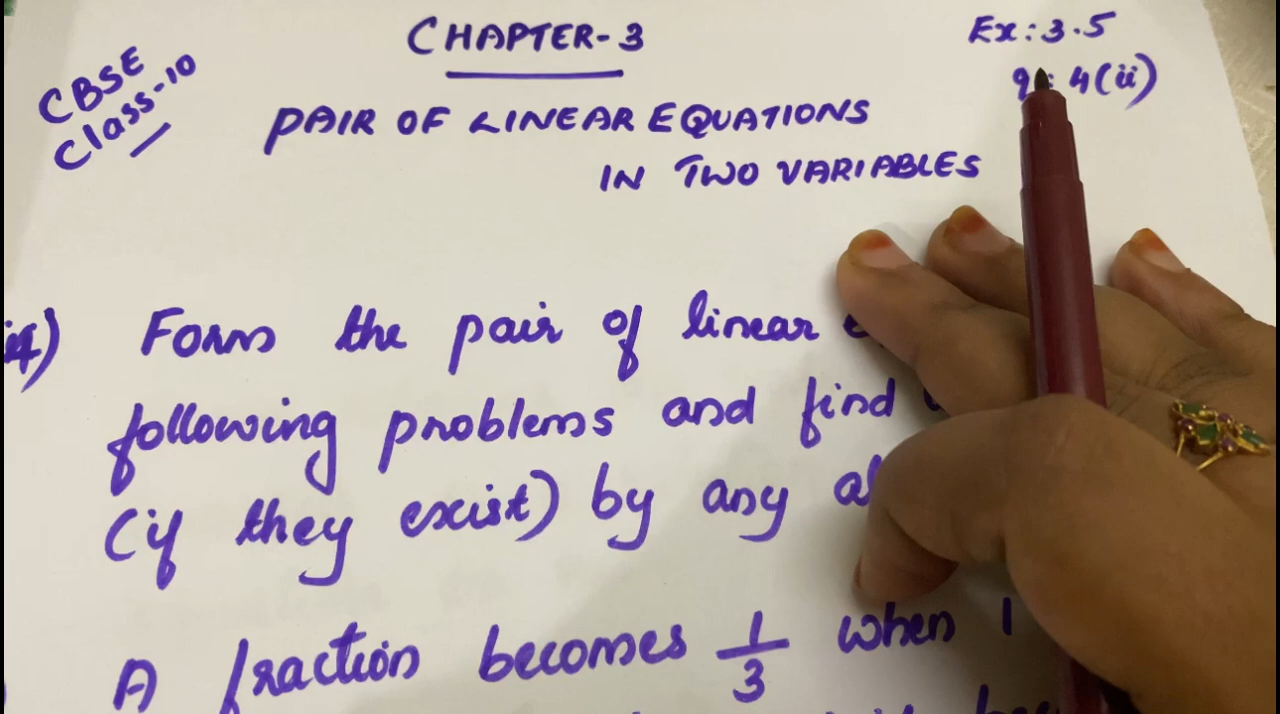 CBSE
Class-10
CHAPTER-3
Ex: 3.5
4(ii)
PAIR OF LINEAR EQUATIONS
IN TWO VARIABLES
Form the pair of linear
following problems and find
(if they exist) by any
A fraction becomes 1/3 when 1